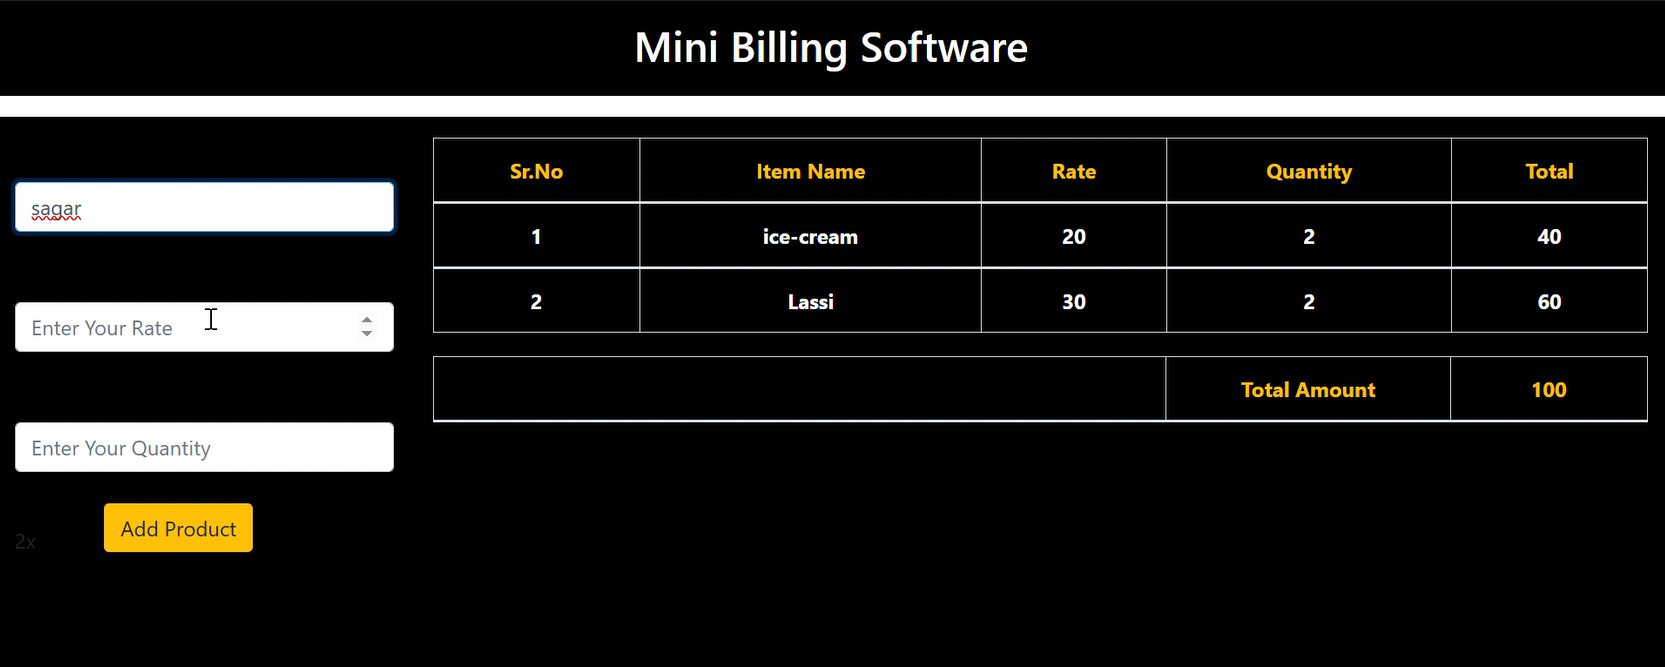 Mini Billing Software
sagar
Enter Your Rate
Enter Your Quantity
Add Product
2x
Sr.No Item Name Rate Quantity Total
1 ice-cream 20 2 40
2 Lassi 30 2 60
Total Amount 100